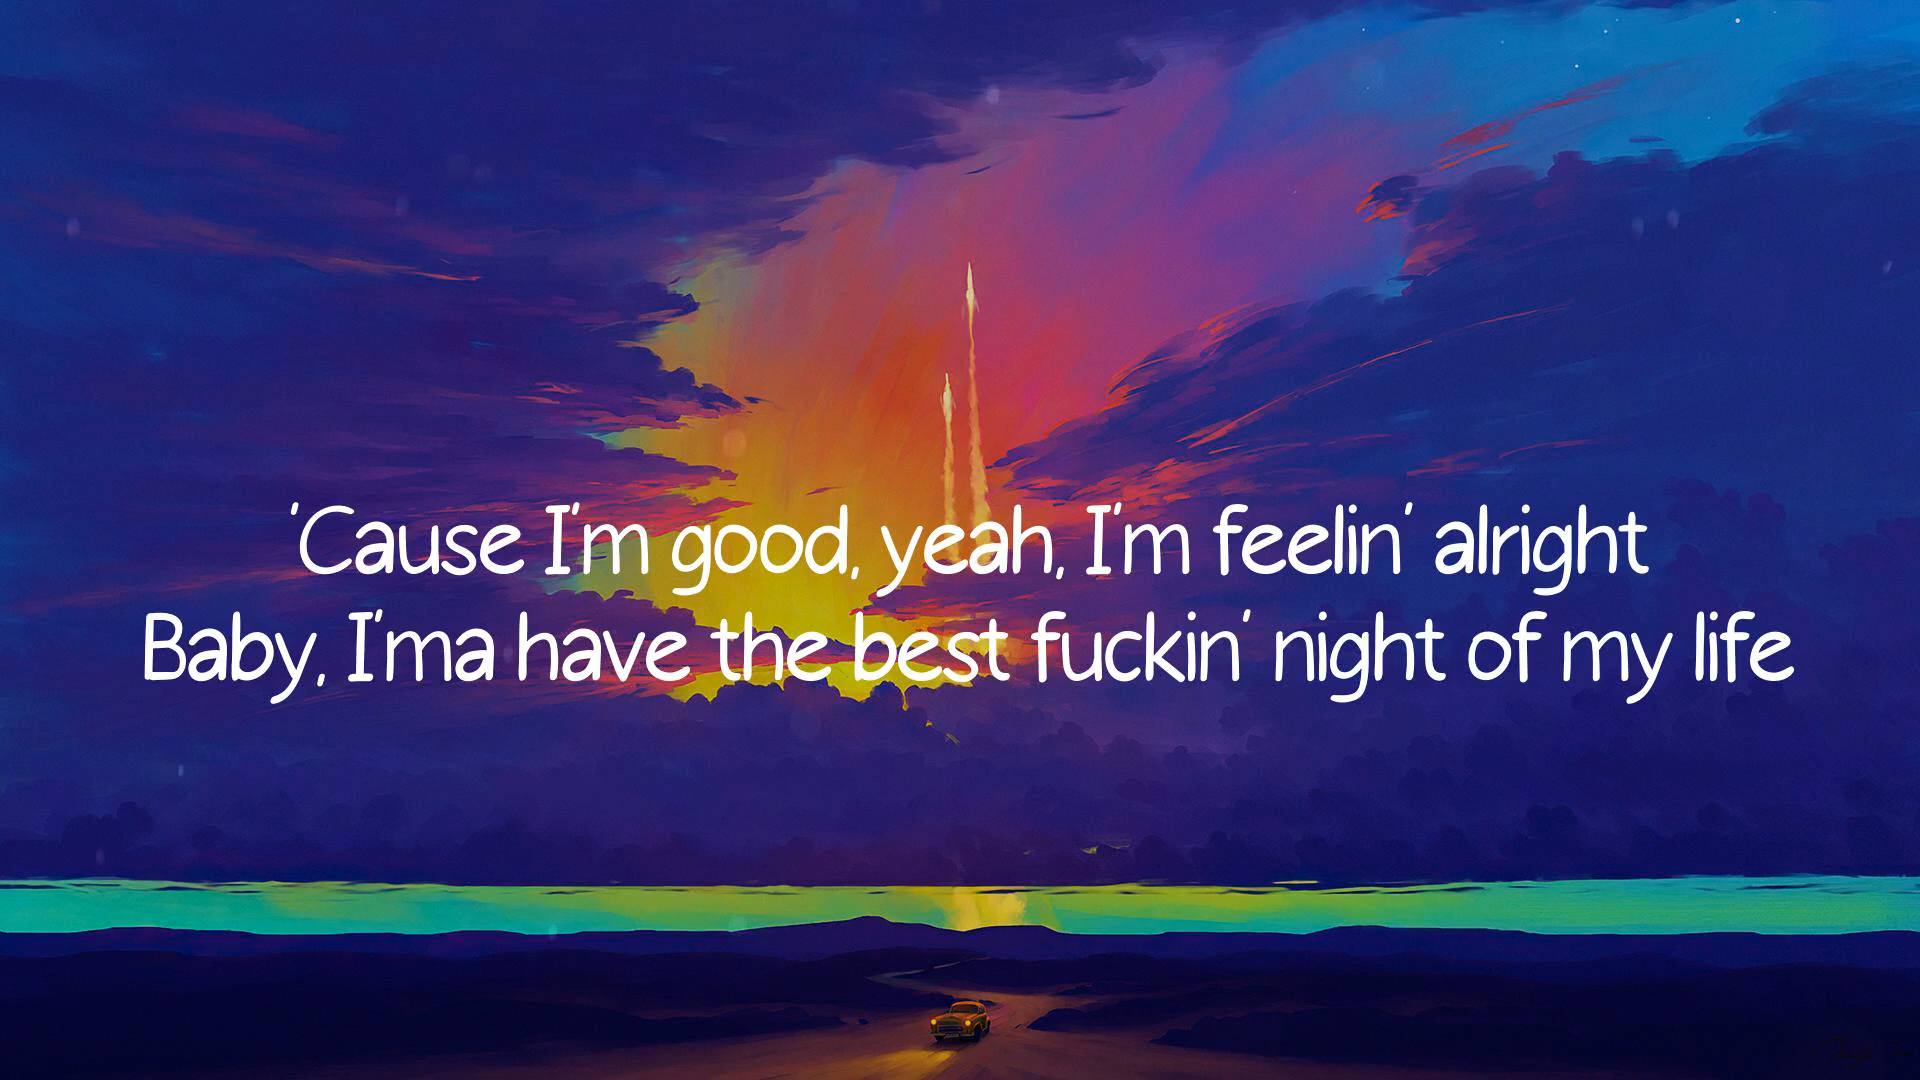 'Cause I'm good, yeah, I'm feelin' alright
Baby, I'ma have the best fuckin' night of my life